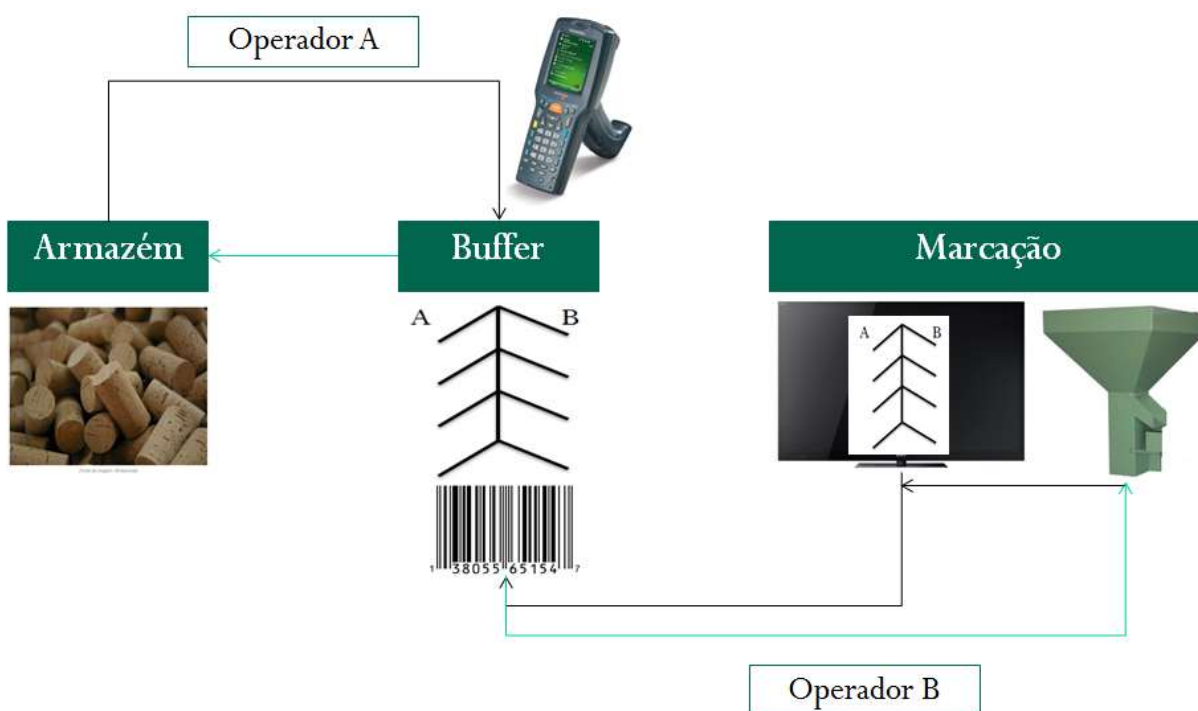 Operador A
Armazém
Buffer
Marcação
A
B
A
B
1 38055 65154 7
Operador B